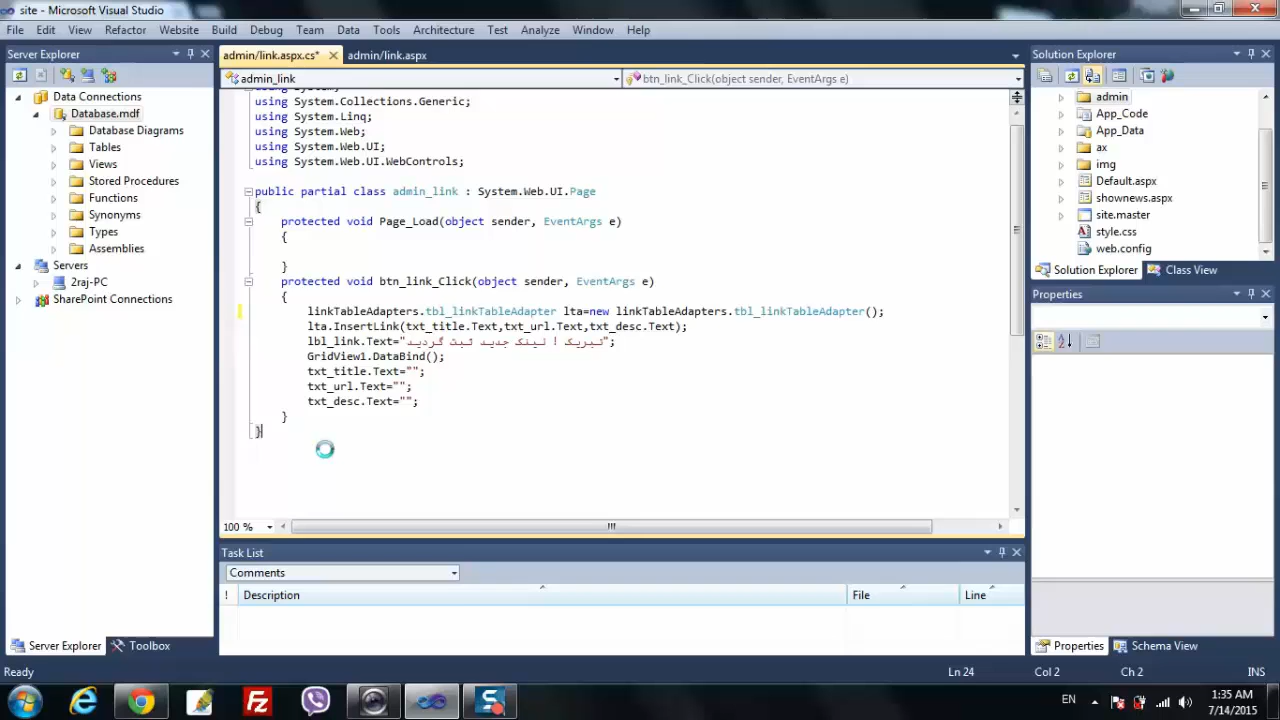 site - Microsoft Visual Studio
File Edit View Refactor Website Build Debug Team Data Tools Architecture Test Analyze Window Help
Server Explorer
Data Connections
Database.mdf
Database Diagrams
Tables
Views
Stored Procedures
Functions
Synonyms
Types
Assemblies
Servers
2raj-PC
SharePoint Connections
Server Explorer Toolbox
admin/link.aspx.cs* admin/link.aspx
admin_link btn_link_Click(object sender, EventArgs e)
using System;
using System.Collections.Generic;
using System.Linq;
using System.Web;
using System.Web.UI;
using System.Web.UI.WebControls;
public partial class admin_link : System.Web.UI.Page
{
protected void Page_Load(object sender, EventArgs e)
{
}
protected void btn_link_Click(object sender, EventArgs e)
{
linkTableAdapters.tbl_linkTableAdapter lta=new linkTableAdapters.tbl_linkTableAdapter();
lta.InsertLink(txt_title.Text,txt_url.Text,txt_desc.Text);
lbl_link.Text="تبریک ! لینک جدید ثبت گردید";
GridView1.DataBind();
txt_title.Text="";
txt_url.Text="";
txt_desc.Text="";
}
}
100 %
Task List
Comments
! Description File Line
Solution Explorer
admin
App_Code
App_Data
ax
img
Default.aspx
shownews.aspx
site.master
style.css
web.config
Solution Explorer Class View
Properties
Properties Schema View
Ready Ln 24 Col 2 Ch 2 INS
EN 1:35 AM
7/14/2015